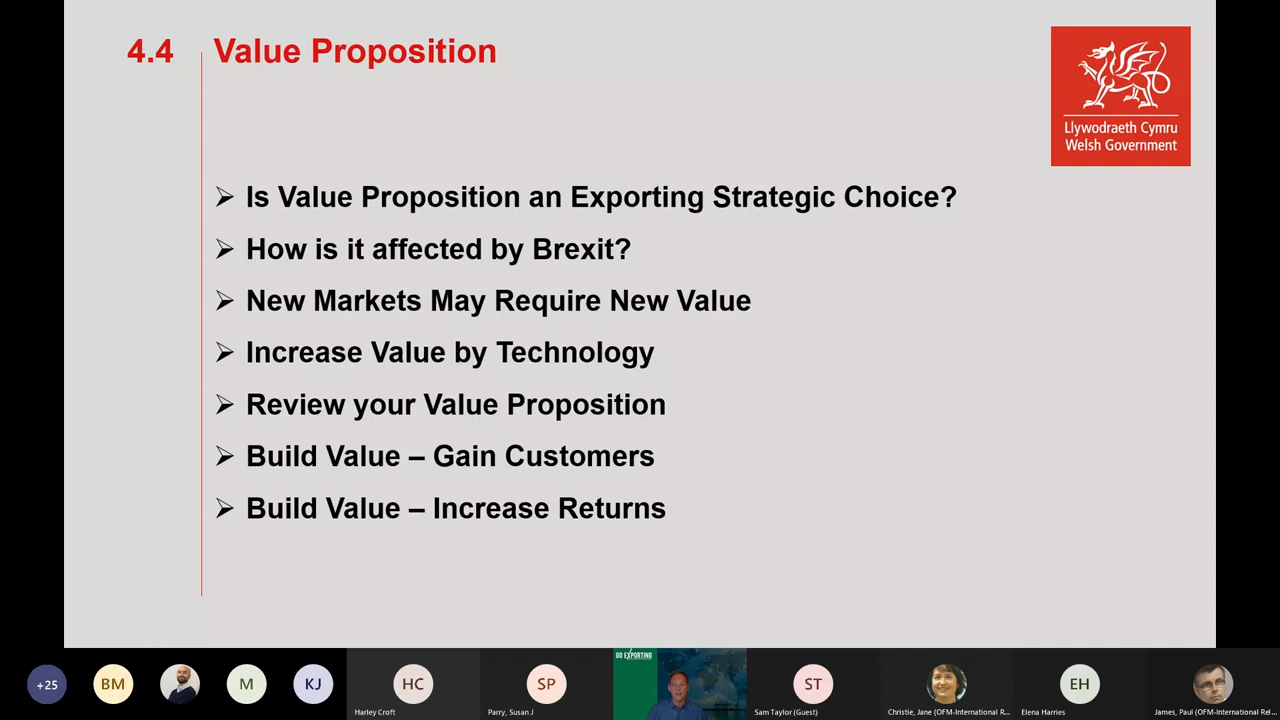 4.4 Value Proposition
Llywodraeth Cymru
Welsh Government
➢ Is Value Proposition an Exporting Strategic Choice?
➢ How is it affected by Brexit?
➢ New Markets May Require New Value
➢ Increase Value by Technology
➢ Review your Value Proposition
➢ Build Value – Gain Customers
➢ Build Value – Increase Returns
GO EXPORTING
+25
BM
M
KJ
HC
SP
ST
EH
Harley Croft
Parry, Susan J
Sam Taylor (Guest)
Christie, Jane (OFM-International R...
Elena Harries
James, Paul (OFM-International Rel...